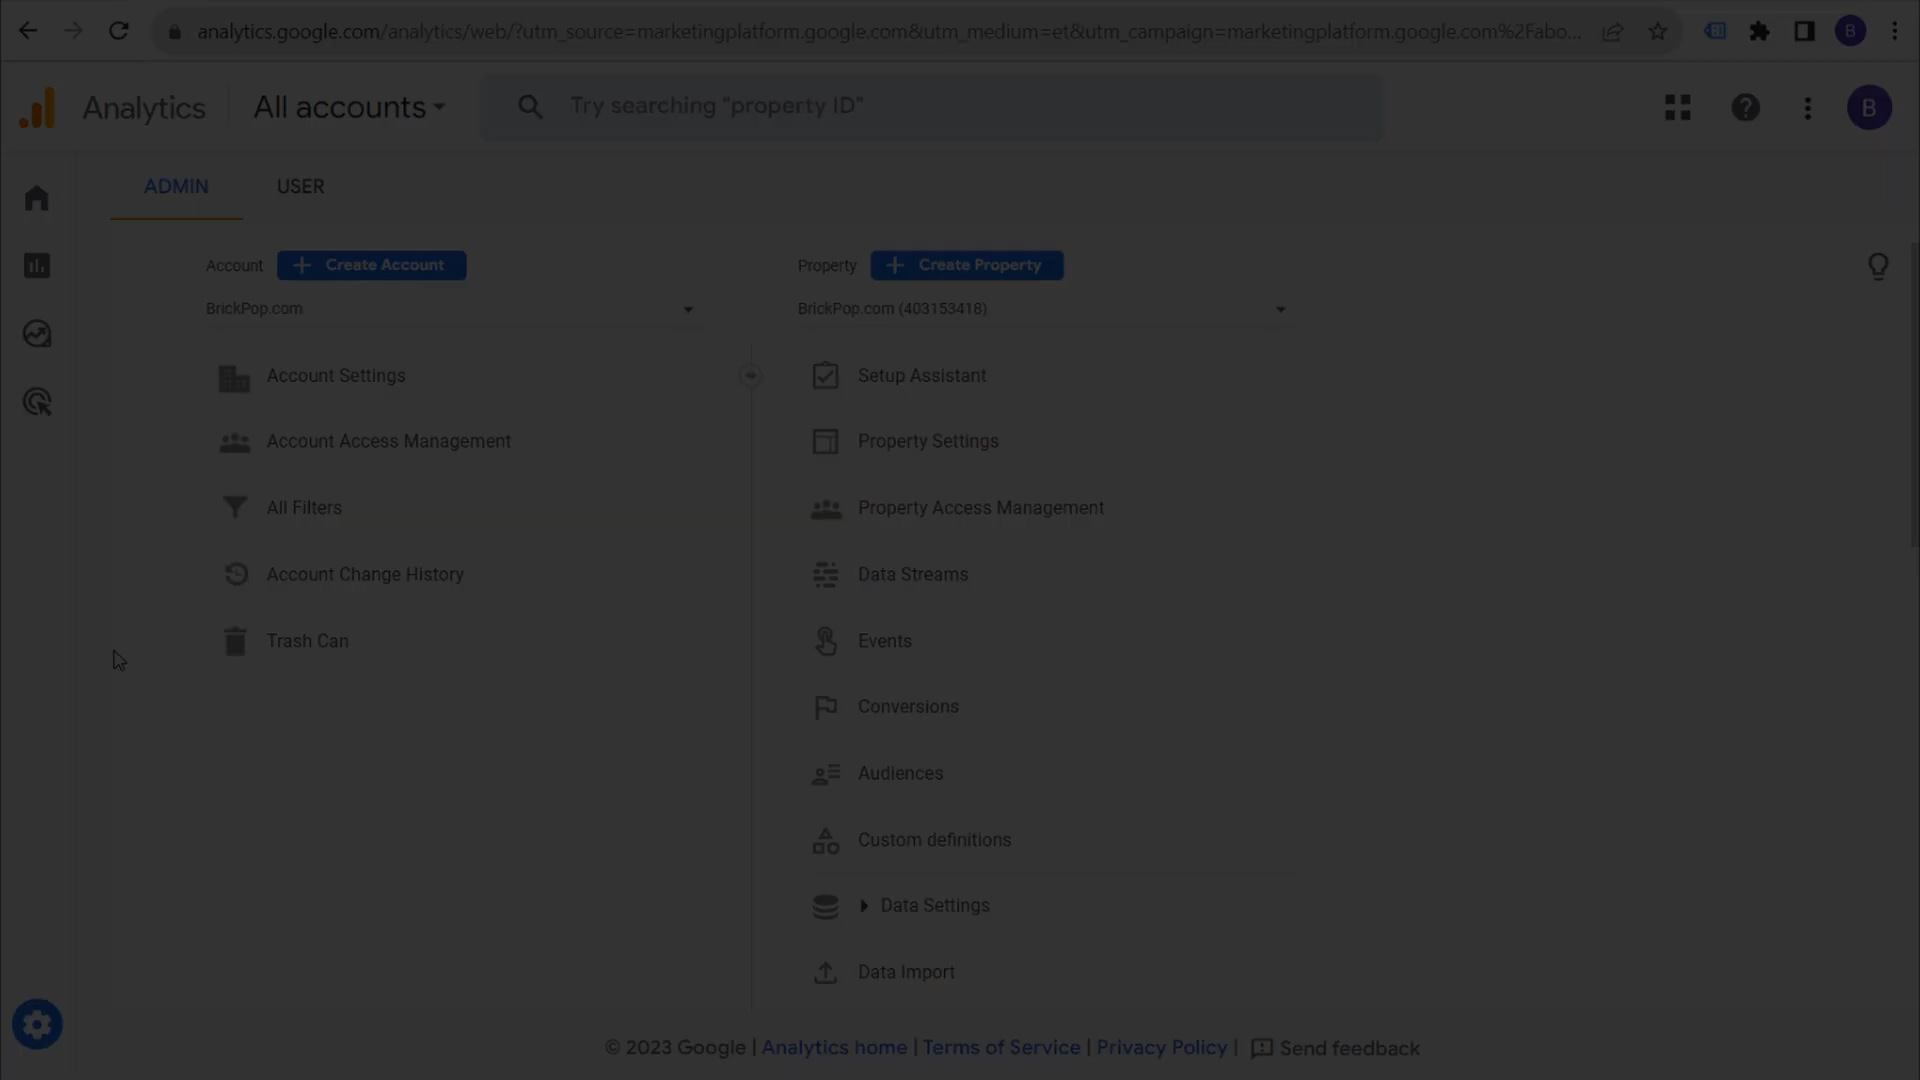 analytics.google.com/analytics/web/?utm_source=marketingplatform.google.com&utm_medium=et&utm_campaign=marketingplatform.google.com%2Fabo...
B
Analytics
All accounts
Try searching "property ID"
B
ADMIN
USER
Account
Create Account
Property
Create Property
BrickPop.com
BrickPop.com (403153418)
Account Settings
Setup Assistant
Account Access Management
Property Settings
All Filters
Property Access Management
Account Change History
Data Streams
Trash Can
Events
Conversions
Audiences
Custom definitions
Data Settings
Data Import
© 2023 Google | Analytics home | Terms of Service | Privacy Policy | Send feedback